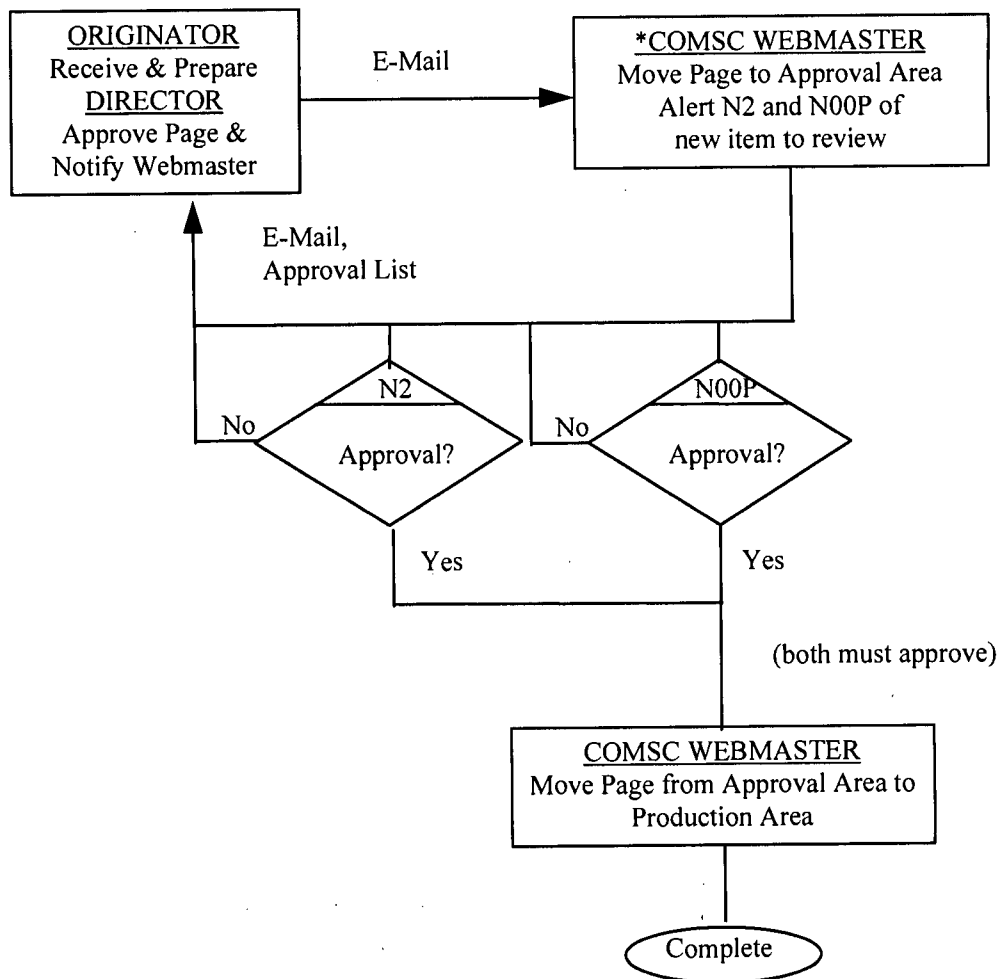 ORIGINATOR
Receive & Prepare
DIRECTOR
Approve Page &
Notify Webmaster
E-Mail
*COMSC WEBMASTER
Move Page to Approval Area
Alert N2 and N00P of
new item to review
E-Mail,
Approval List
N2
No
Approval?
N00P
No
Approval?
Yes
Yes
(both must approve)
COMSC WEBMASTER
Move Page from Approval Area to
Production Area
Complete